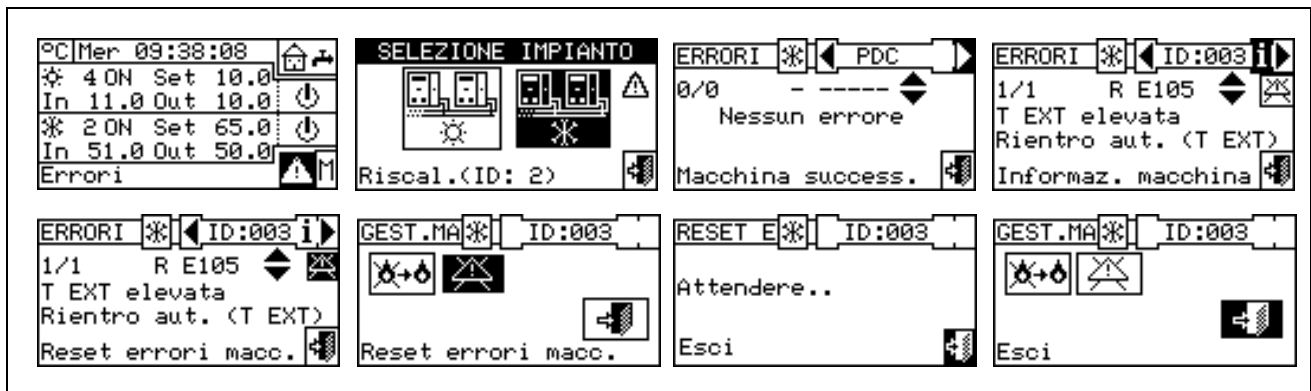 °C Mer 09:38:08
4 ON Set 10.0
In 11.0 Out 10.0
2 ON Set 65.0
In 51.0 Out 50.0
Errori M
SELEZIONE IMPIANTO
Riscal.(ID: 2)
ERRORI PDC
0/0 - -----
Nessun errore
Macchina success.
ERRORI ID:003 i
1/1 R E105
T EXT elevata
Rientro aut. (T EXT)
Informaz. macchina
ERRORI ID:003 i
1/1 R E105
T EXT elevata
Rientro aut. (T EXT)
Reset errori macc.
GEST.MA ID:003
Reset errori macc.
RESET E ID:003
Attendere..
Esci
GEST.MA ID:003
Esci